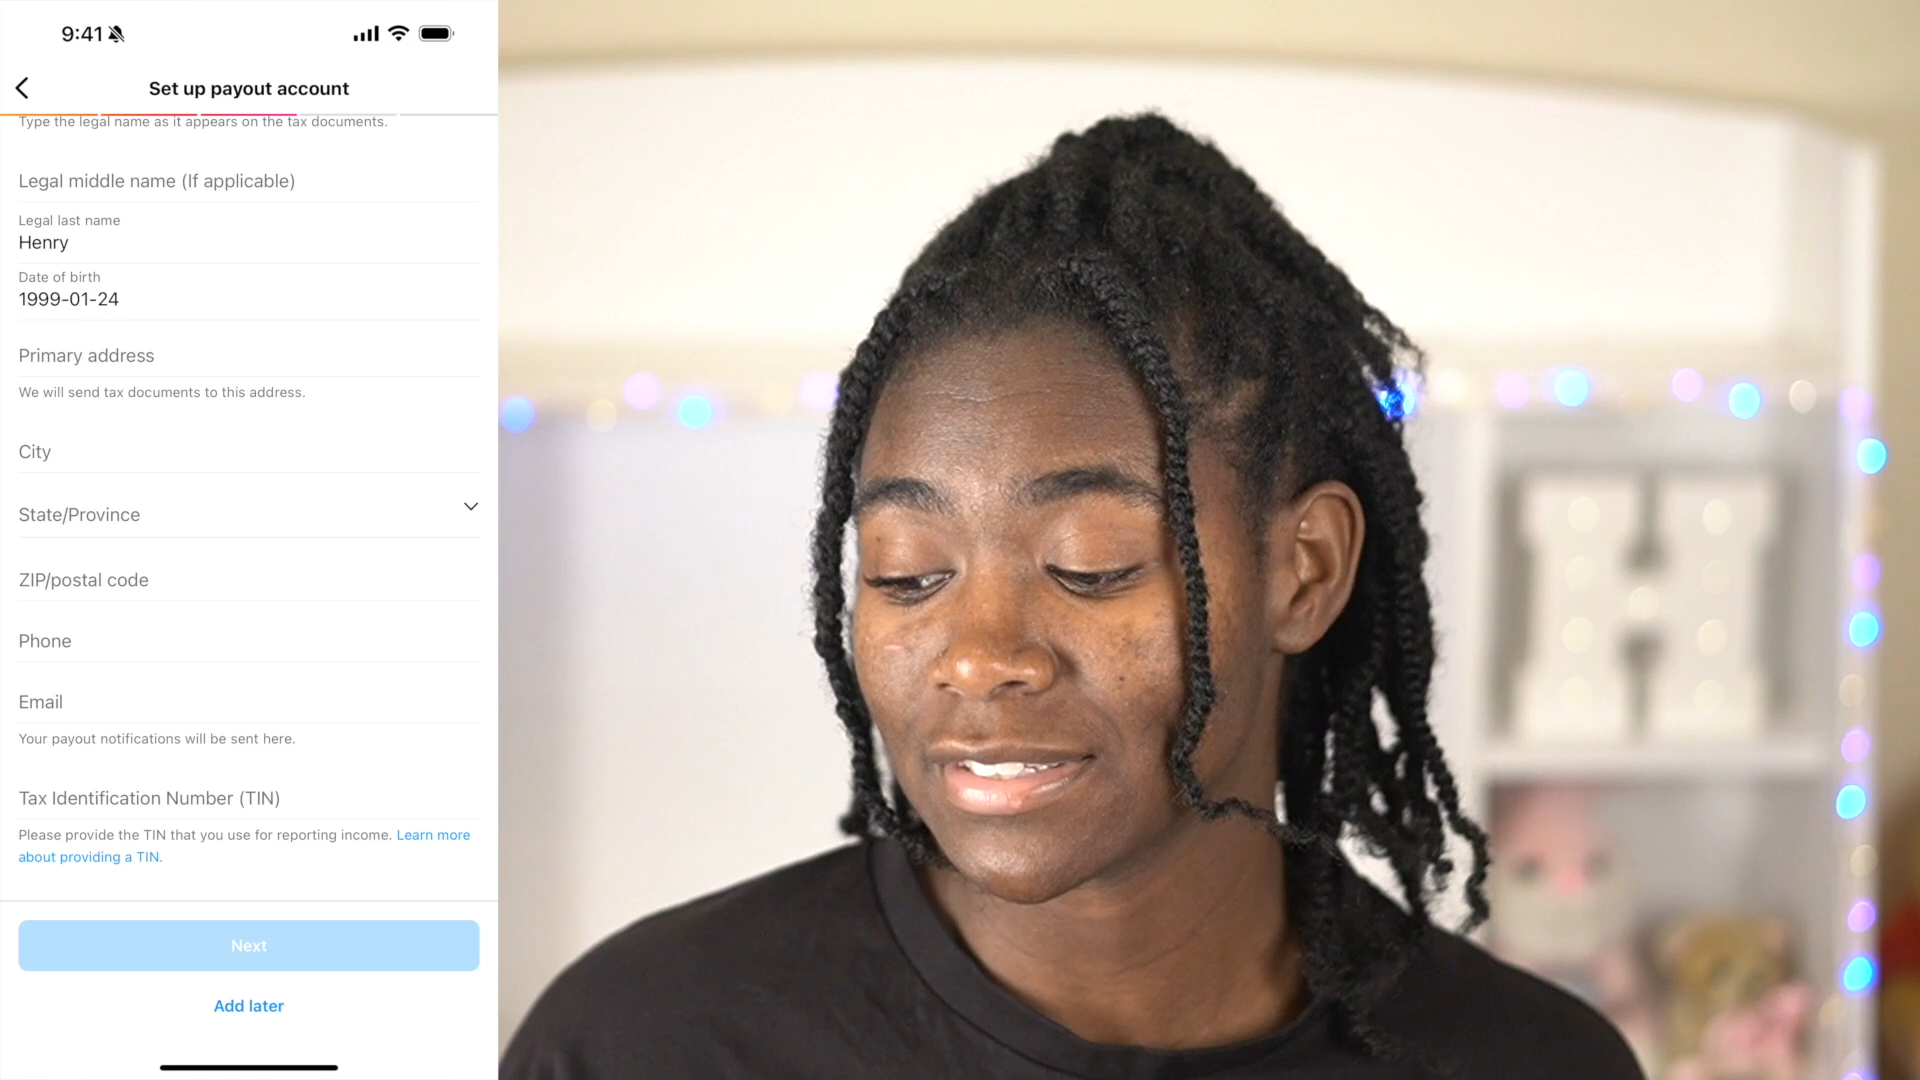 9:41
Set up payout account
Type the legal name as it appears on the tax documents.
Legal middle name (If applicable)
Legal last name
Henry
Date of birth
1999-01-24
Primary address
We will send tax documents to this address.
City
State/Province
ZIP/postal code
Phone
Email
Your payout notifications will be sent here.
Tax Identification Number (TIN)
Please provide the TIN that you use for reporting income. Learn more
about providing a TIN.
Next
Add later
H